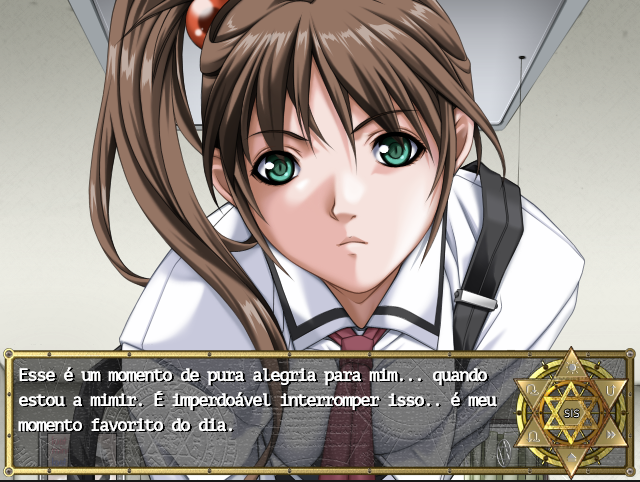 Esse é um momento de pura alegria para mim... quando
estou a mimir. É imperdoável interromper isso.. é meu
momento favorito do dia.
SIS